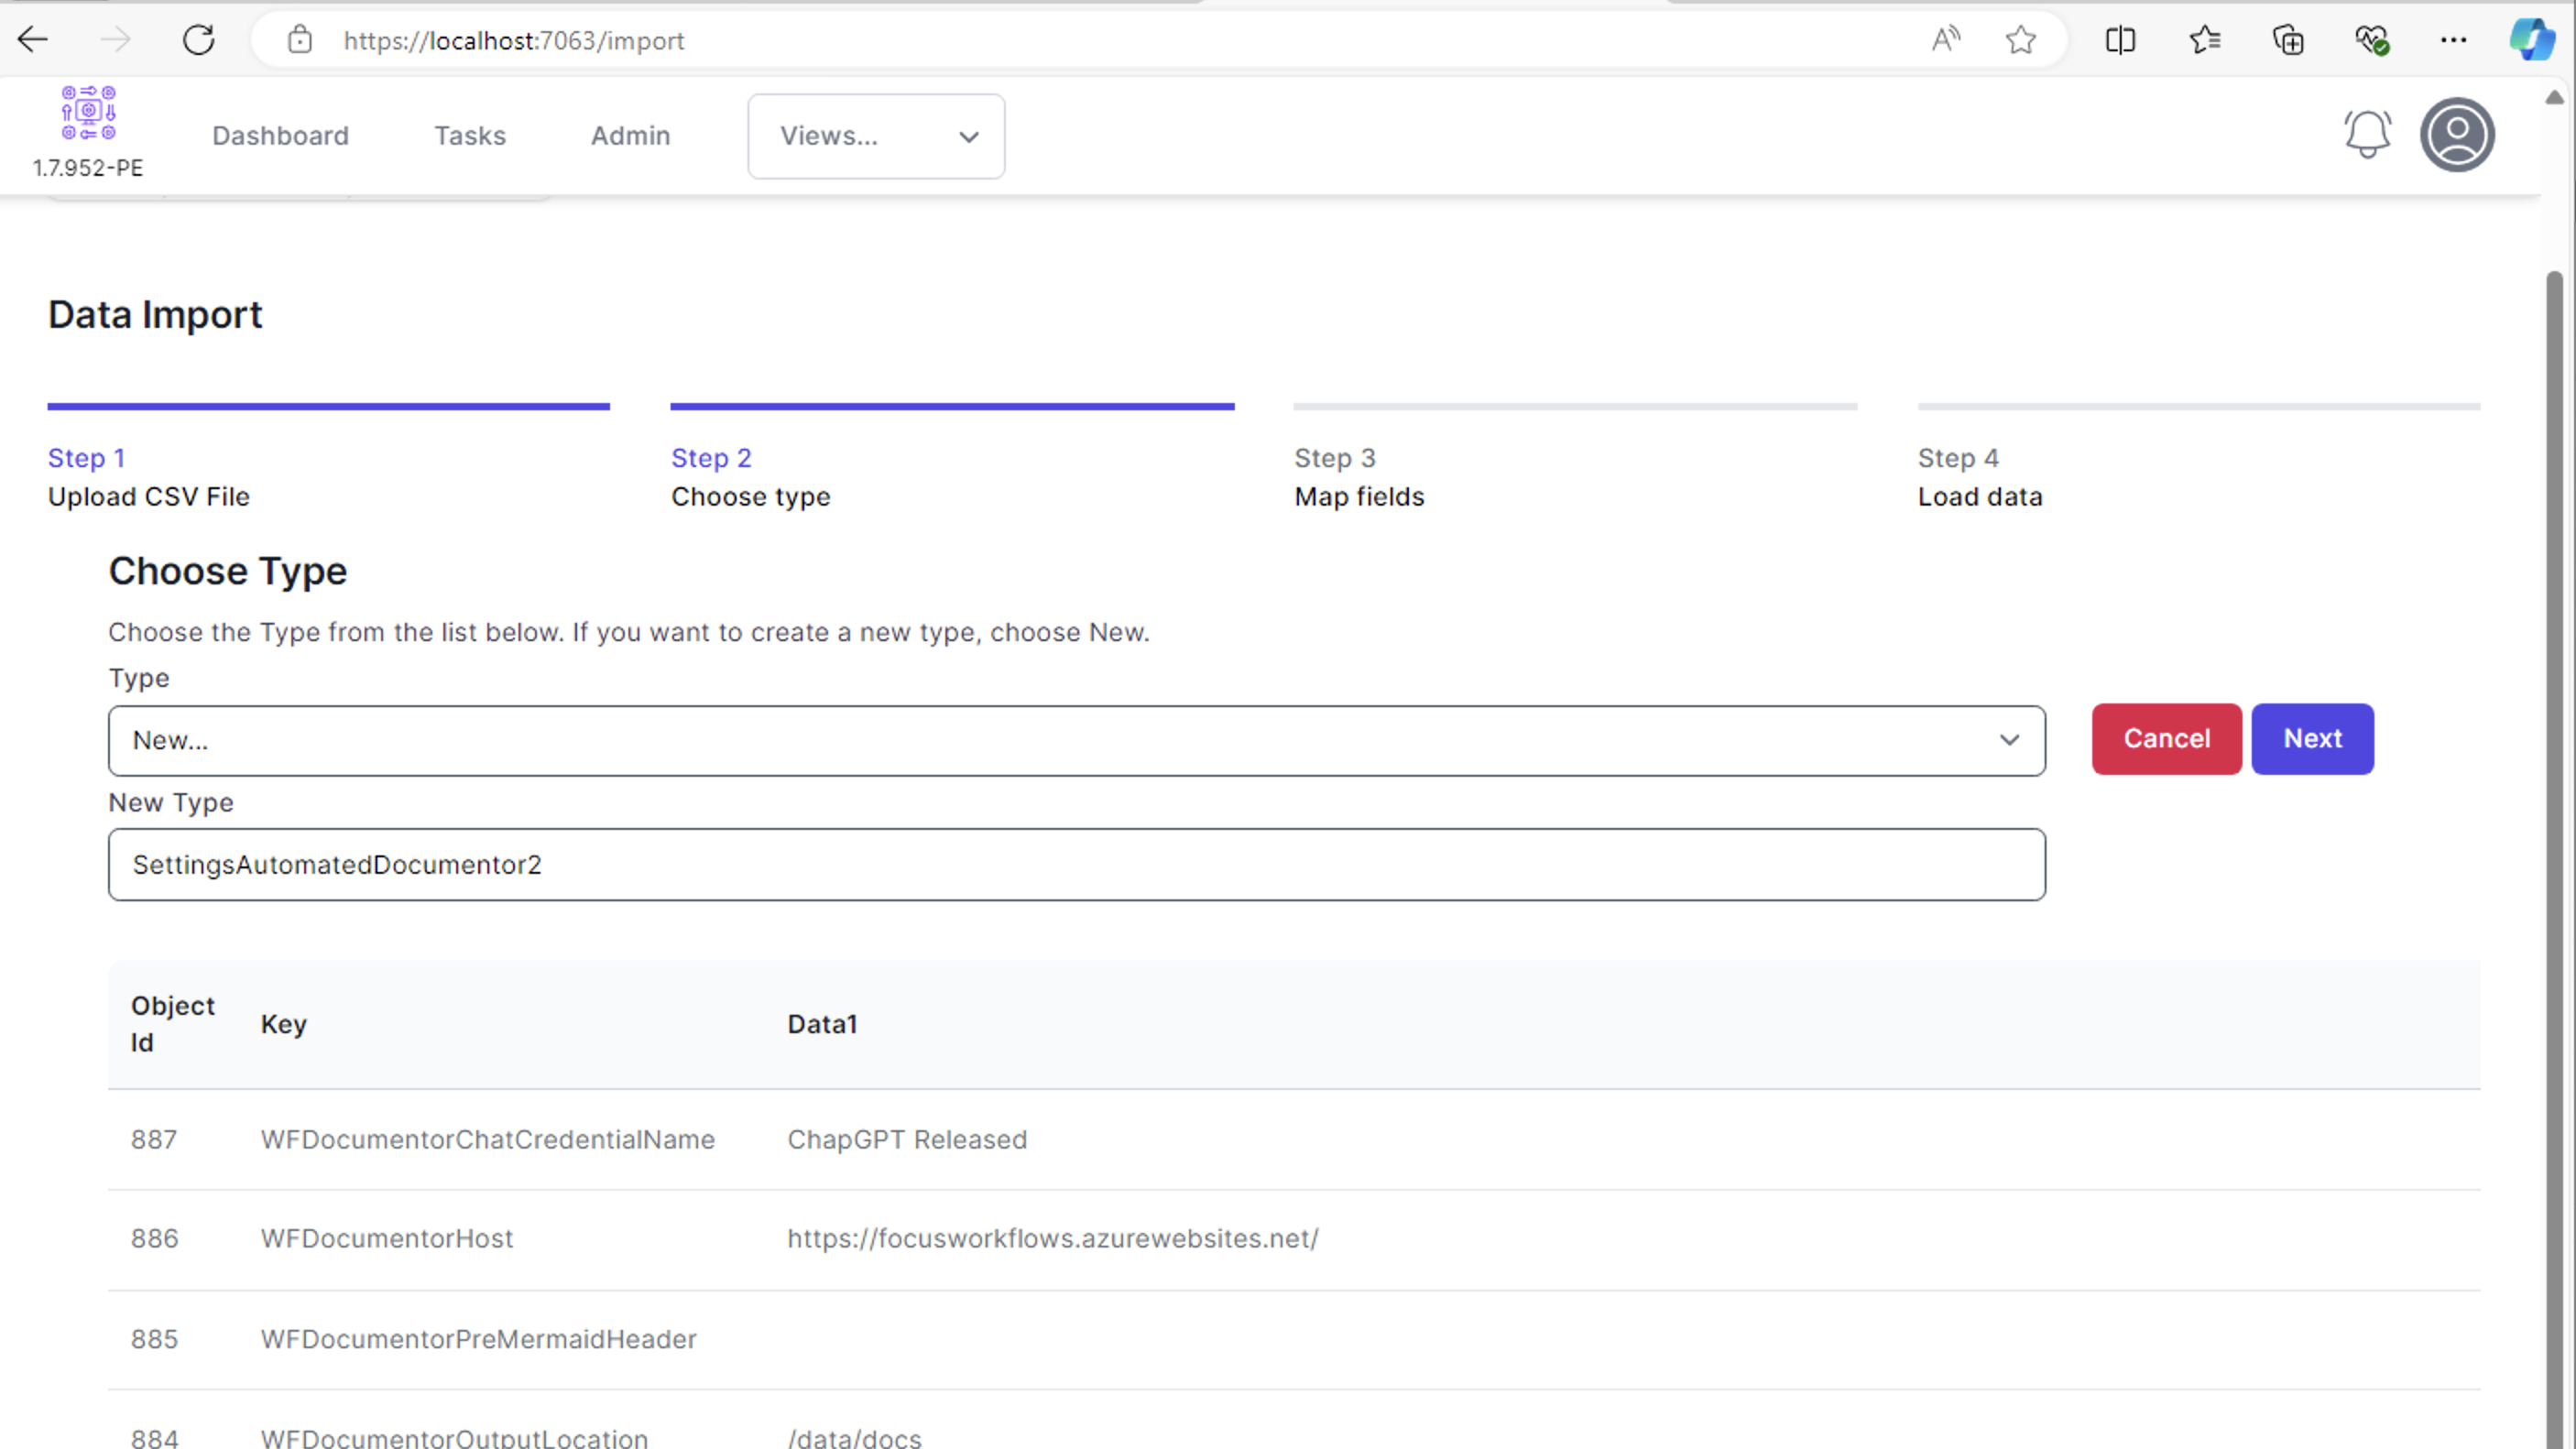 https://localhost:7063/import
1.7.952-PE
Dashboard
Tasks
Admin
Views...
Data Import
Step 1
Upload CSV File
Step 2
Choose type
Step 3
Map fields
Step 4
Load data
Choose Type
Choose the Type from the list below. If you want to create a new type, choose New.
Type
New...
Cancel
Next
New Type
SettingsAutomatedDocumentor2
Object Id
Key
Data1
887 WFDocumentorChatCredentialName ChapGPT Released
886 WFDocumentorHost https://focusworkflows.azurewebsites.net/
885 WFDocumentorPreMermaidHeader
884 WFDocumentorOutputLocation /data/docs